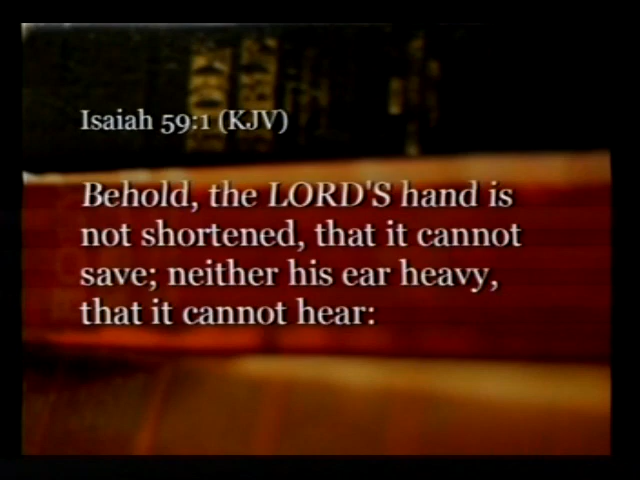 Isaiah 59:1 (KJV)
Behold, the LORD'S hand is
not shortened, that it cannot
save; neither his ear heavy,
that it cannot hear: